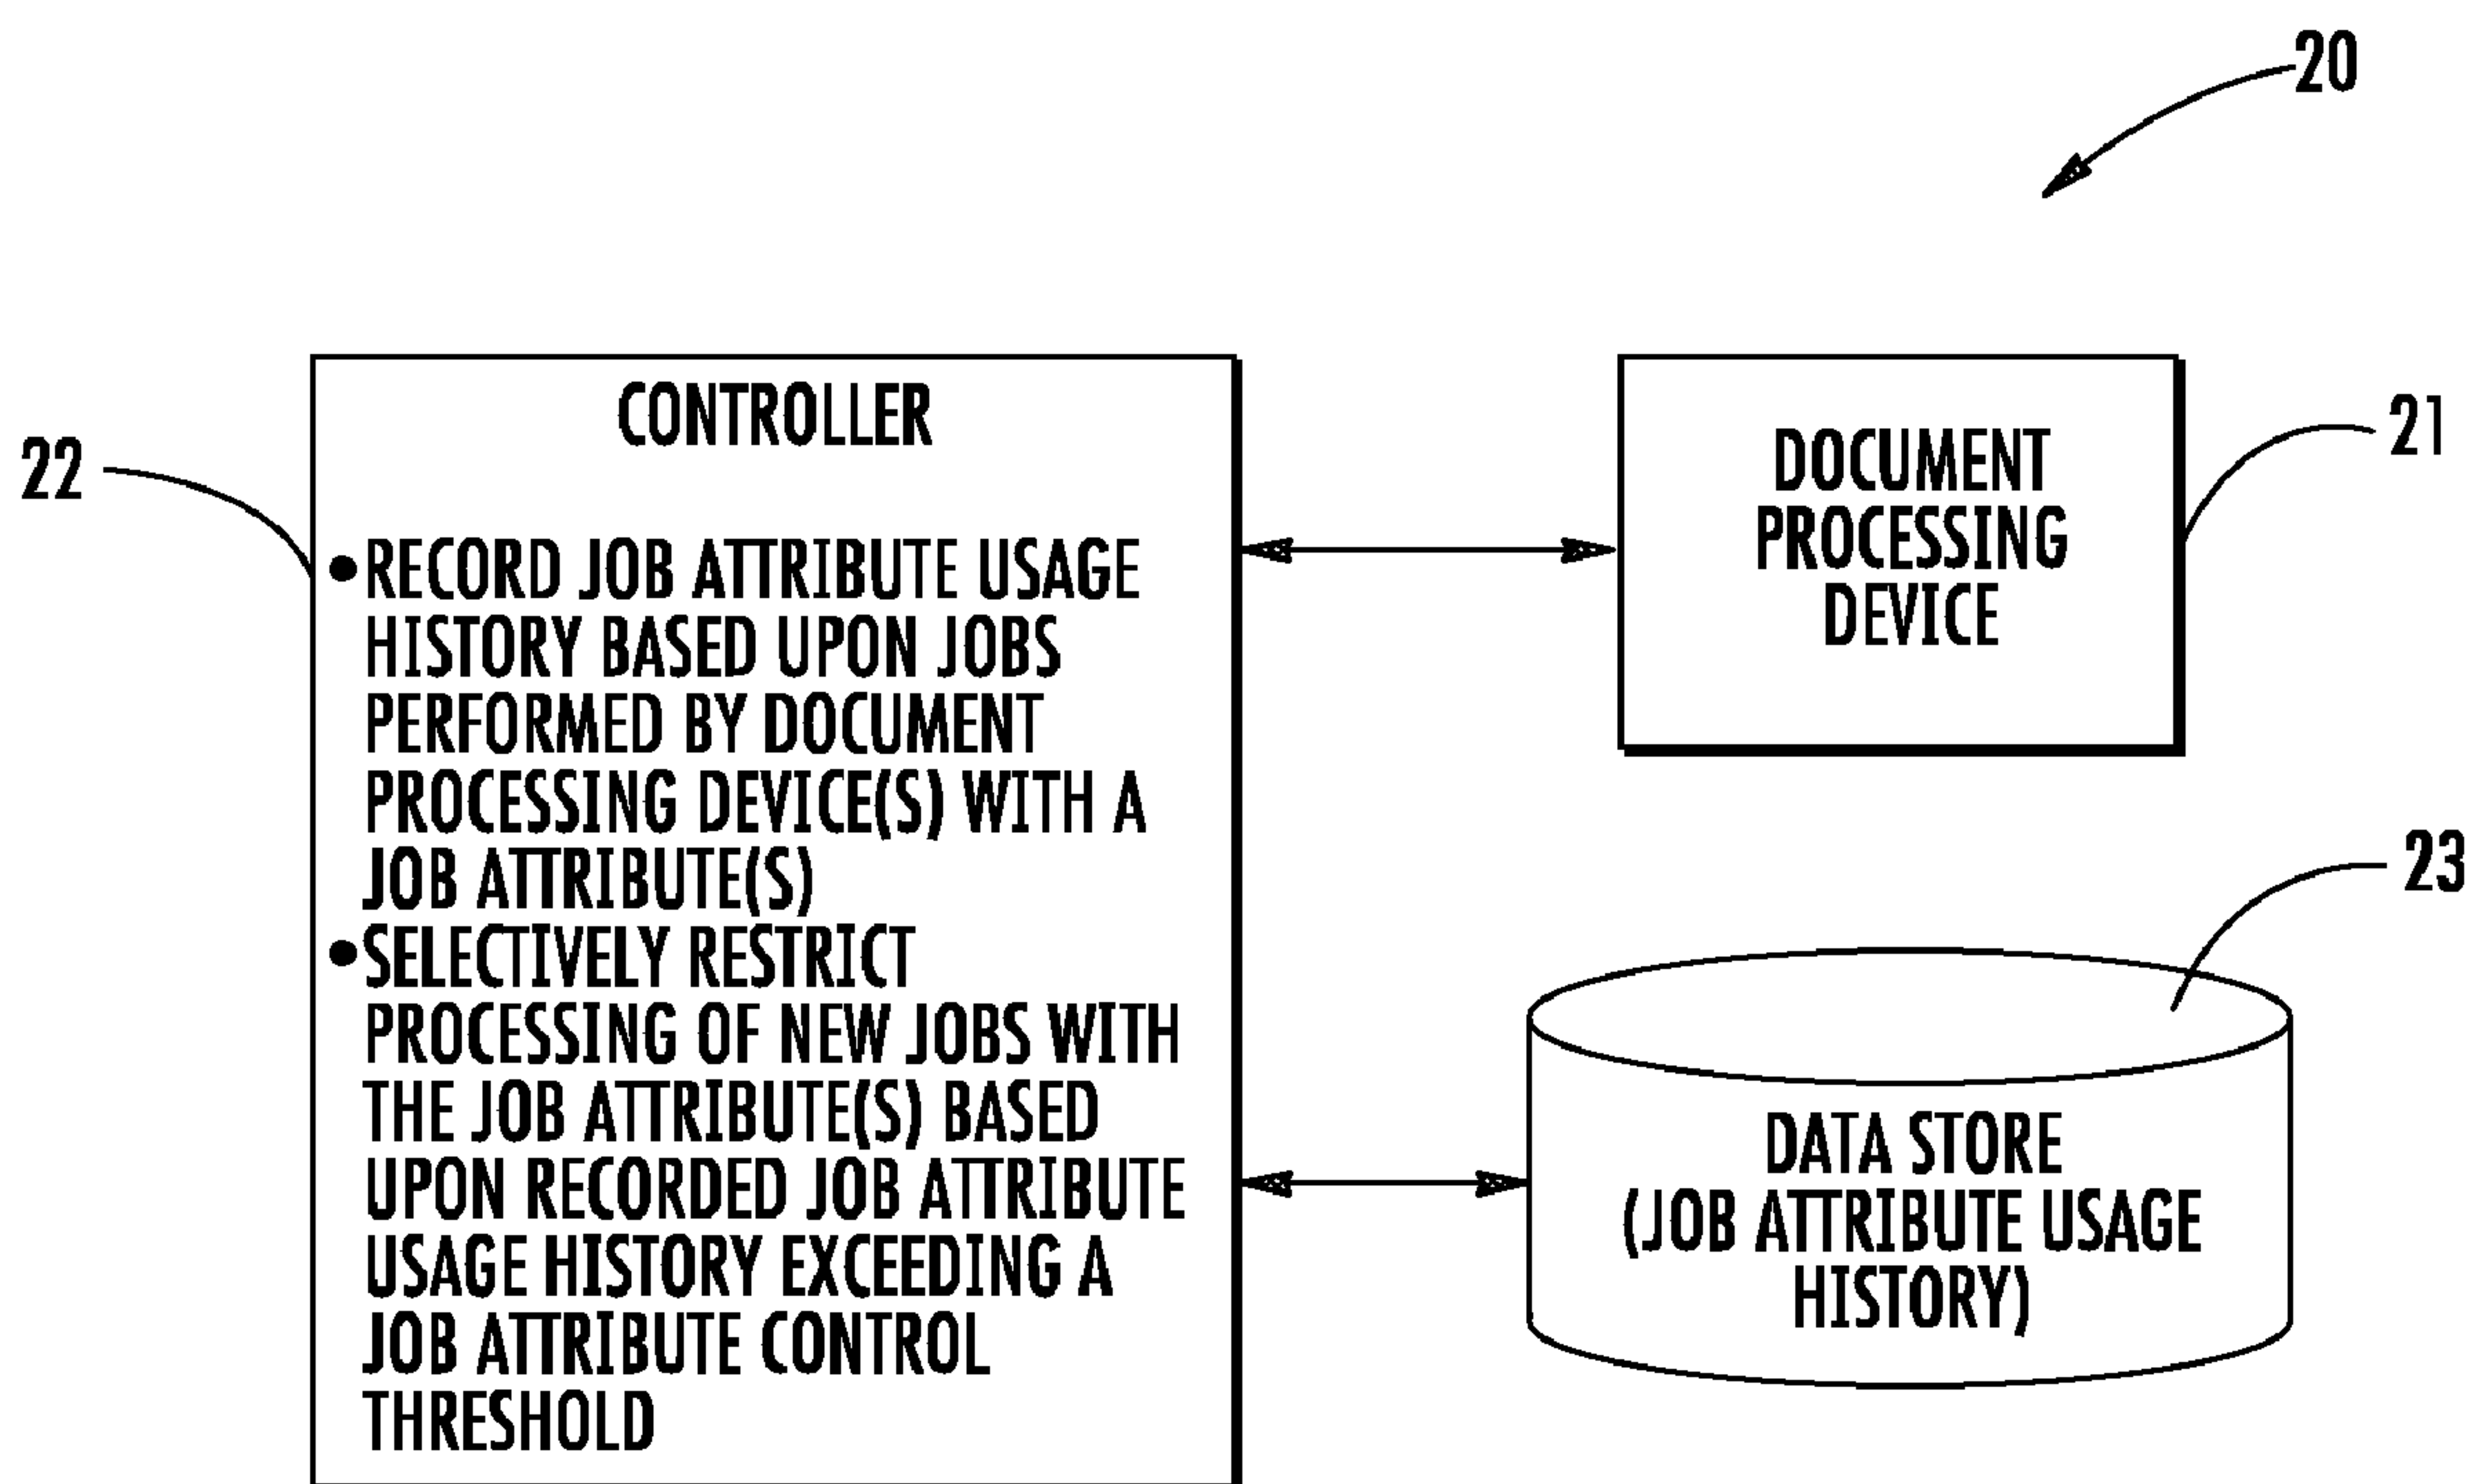 20
CONTROLLER
22
● RECORD JOB ATTRIBUTE USAGE
HISTORY BASED UPON JOBS
PERFORMED BY DOCUMENT
PROCESSING DEVICE(S) WITH A
JOB ATTRIBUTE(S)
● SELECTIVELY RESTRICT
PROCESSING OF NEW JOBS WITH
THE JOB ATTRIBUTE(S) BASED
UPON RECORDED JOB ATTRIBUTE
USAGE HISTORY EXCEEDING A
JOB ATTRIBUTE CONTROL
THRESHOLD
DOCUMENT
PROCESSING
DEVICE
21
23
DATA STORE
(JOB ATTRIBUTE USAGE
HISTORY)